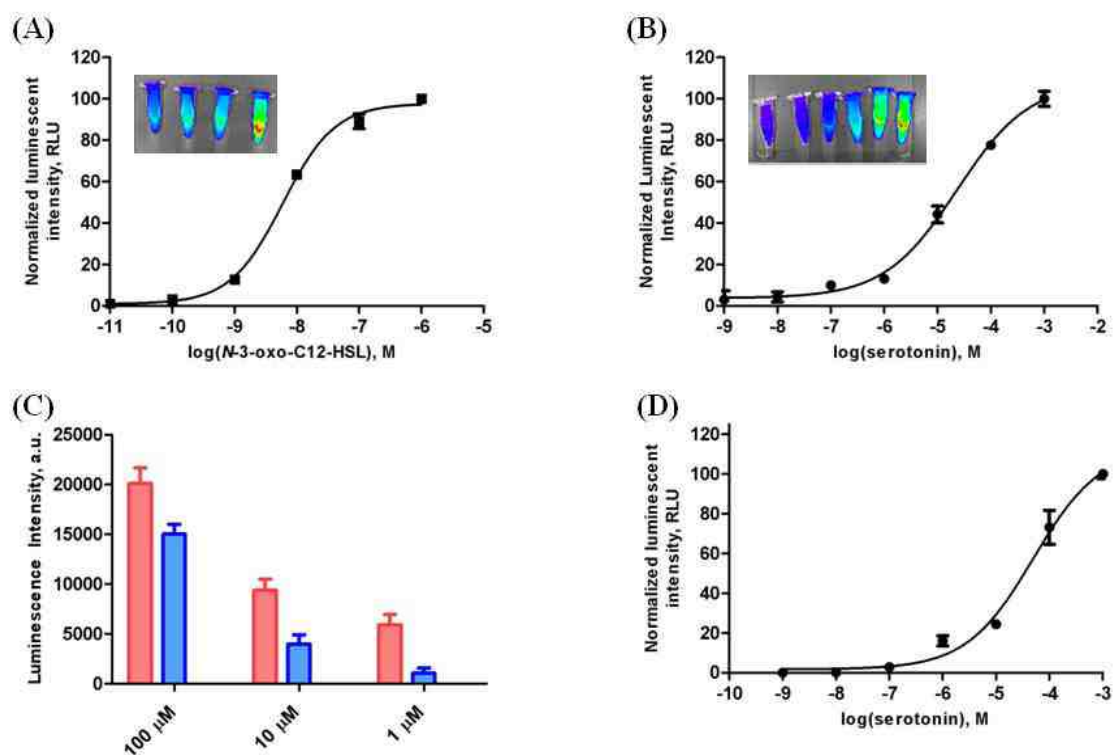 (A)
Normalized luminescent
intensity, RLU
120
100
80
60
40
20
0
-11
-10
-9
-8
-7
-6
-5
log(N-3-oxo-C12-HSL), M
(B)
Normalized Luminescent
Intensity, RLU
120
100
80
60
40
20
0
-9
-8
-7
-6
-5
-4
-3
-2
log(serotonin), M
(C)
Luminescence Intensity, a.u.
25000
20000
15000
10000
5000
0
100 µM
10 µM
1 µM
(D)
Normalized luminescent
intensity, RLU
120
100
80
60
40
20
0
-10
-9
-8
-7
-6
-5
-4
-3
log(serotonin), M